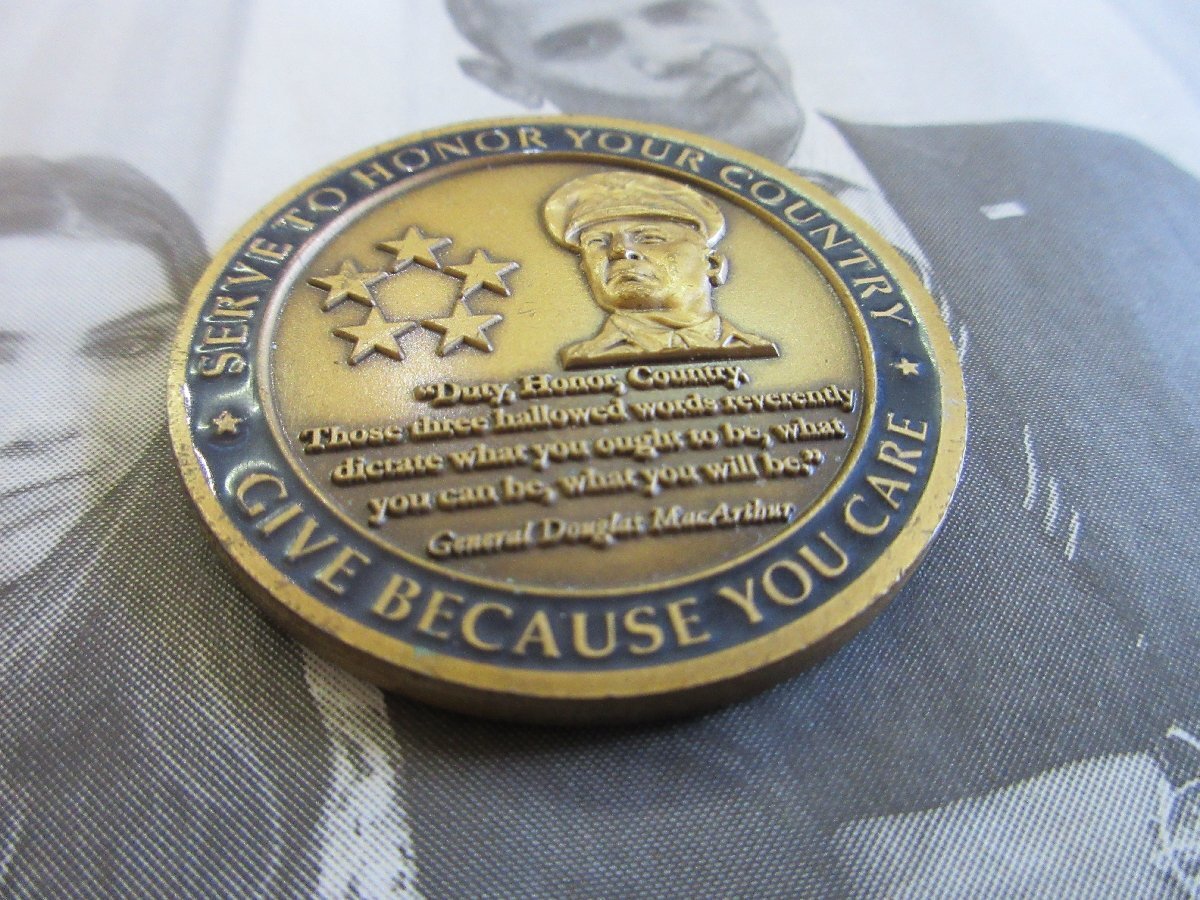 SERVE TO HONOR YOUR COUNTRY
“Duty, Honor, Country.
Those three hallowed words reverently
dictate what you ought to be, what
you can be, what you will be.”
General Douglas MacArthur
GIVE BECAUSE YOU CARE